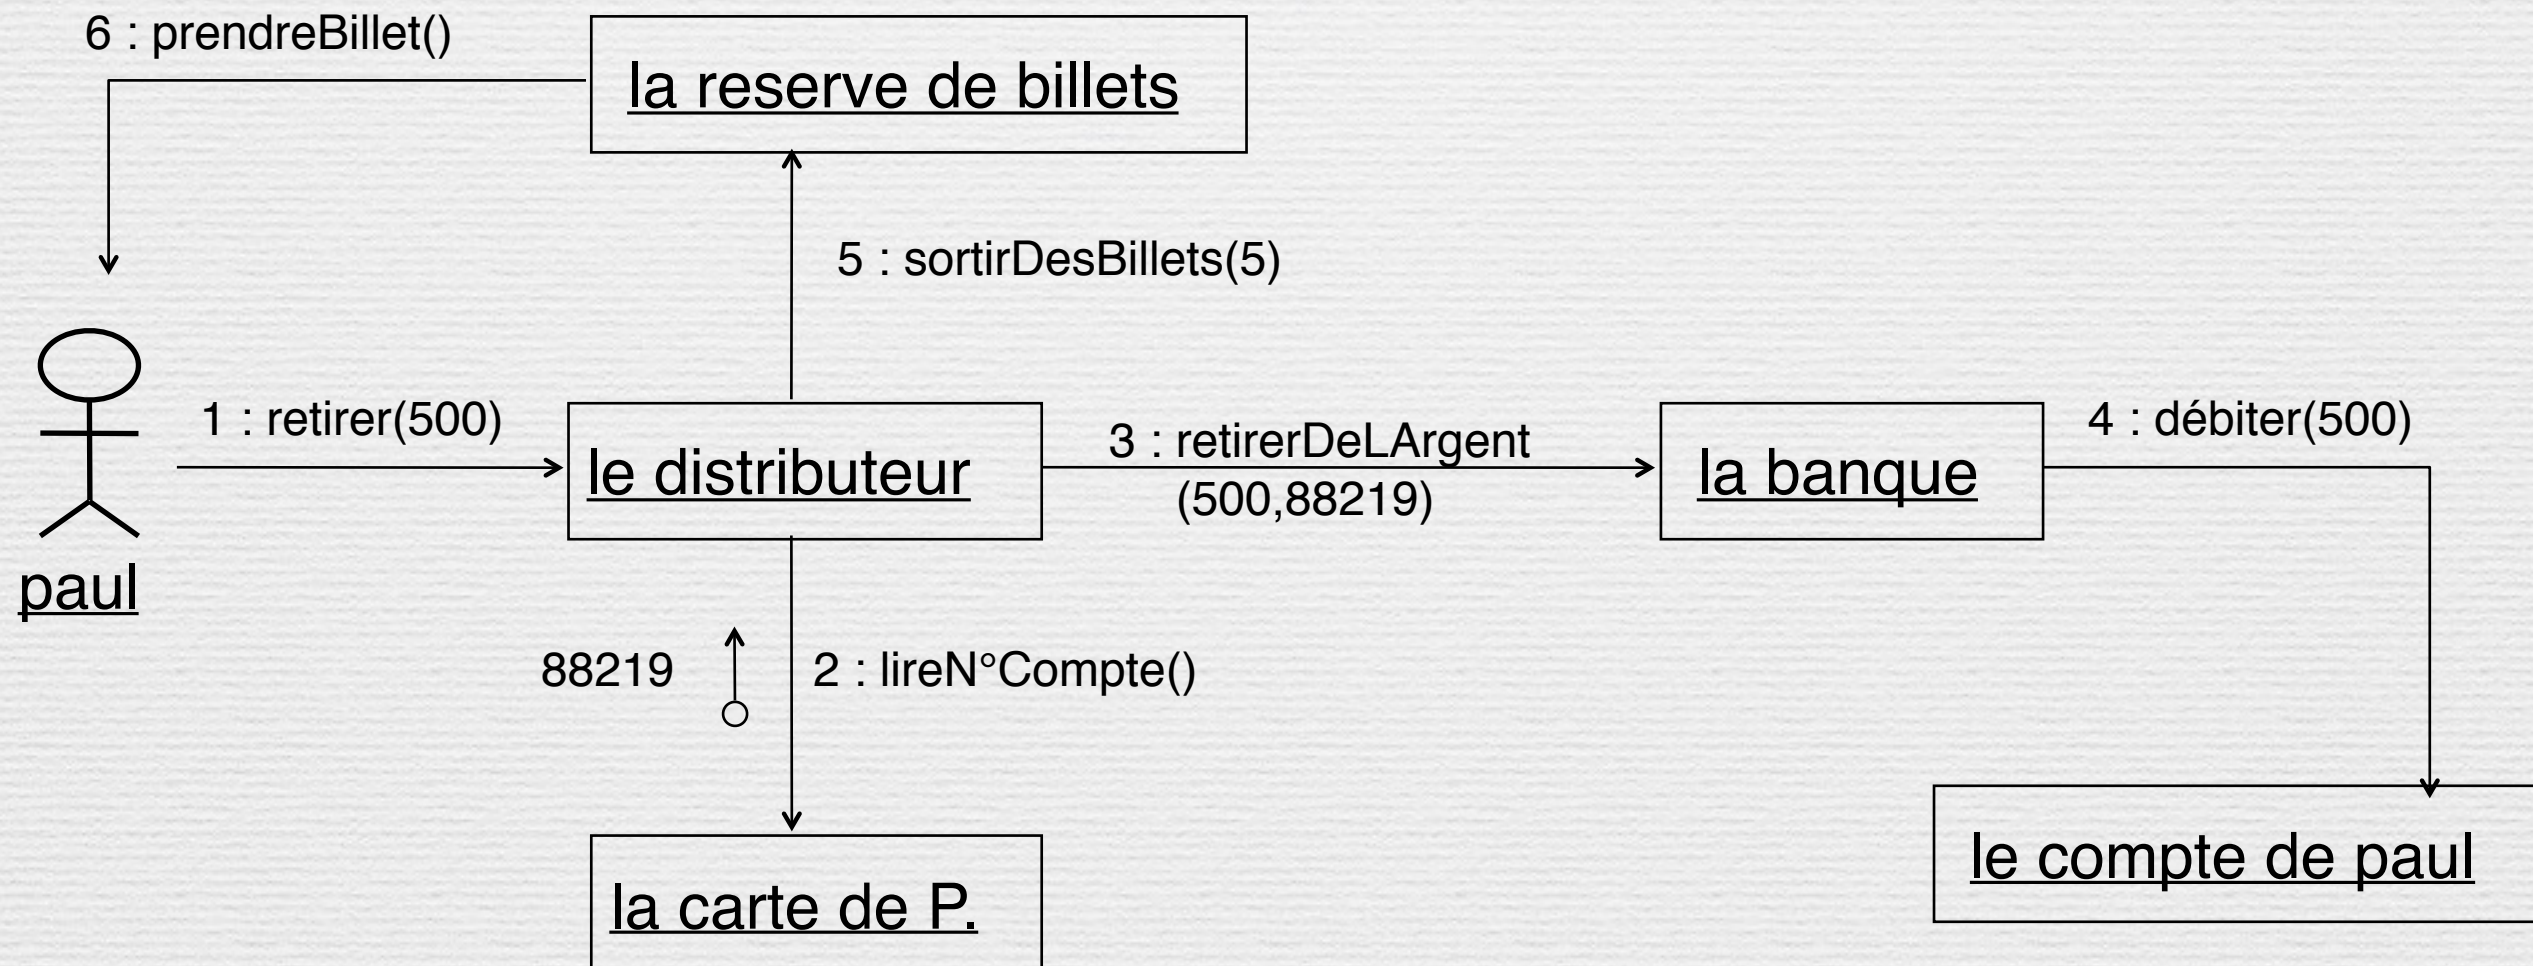 6 : prendreBillet()
la reserve de billets
5 : sortirDesBillets(5)
1 : retirer(500)
le distributeur
3 : retirerDeLArgent
(500,88219)
la banque
4 : débiter(500)
paul
88219
2 : lireN°Compte()
le compte de paul
la carte de P.